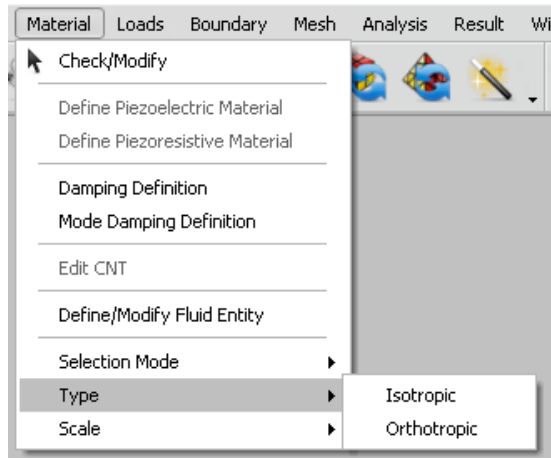 Material Loads Boundary Mesh Analysis Result Wi
Check/Modify
Define Piezoelectric Material
Define Piezoresistive Material
Damping Definition
Mode Damping Definition
Edit CNT
Define/Modify Fluid Entity
Selection Mode
Type
Isotropic
Scale
Orthotropic